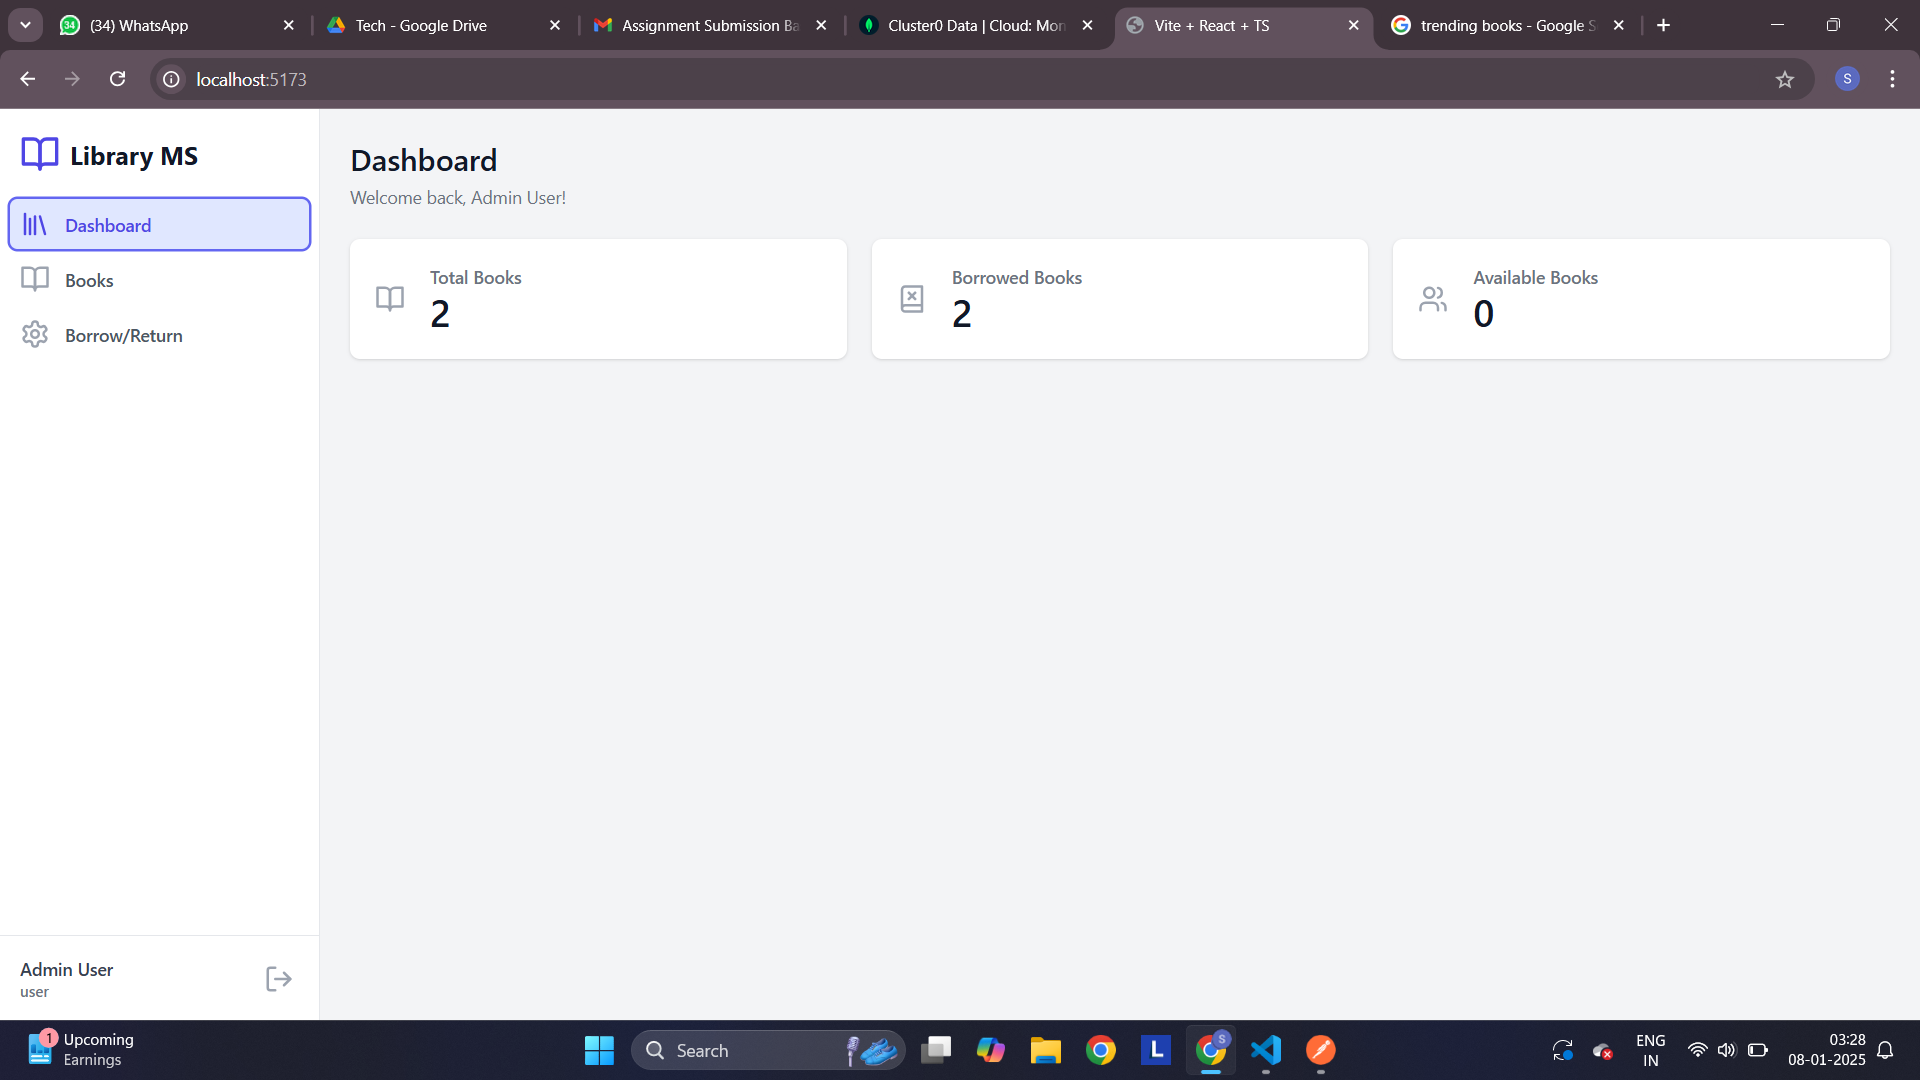 34
(34) WhatsApp
Tech - Google Drive
Assignment Submission Ba
Cluster0 Data | Cloud: Mon
Vite + React + TS
trending books - Google S
localhost:5173
S
Library MS
Dashboard
Books
Borrow/Return
Dashboard
Welcome back, Admin User!
Total Books
2
Borrowed Books
2
Available Books
0
Admin User
user
1
Upcoming
Earnings
Search
L
S
ENG
IN
03:28
08-01-2025